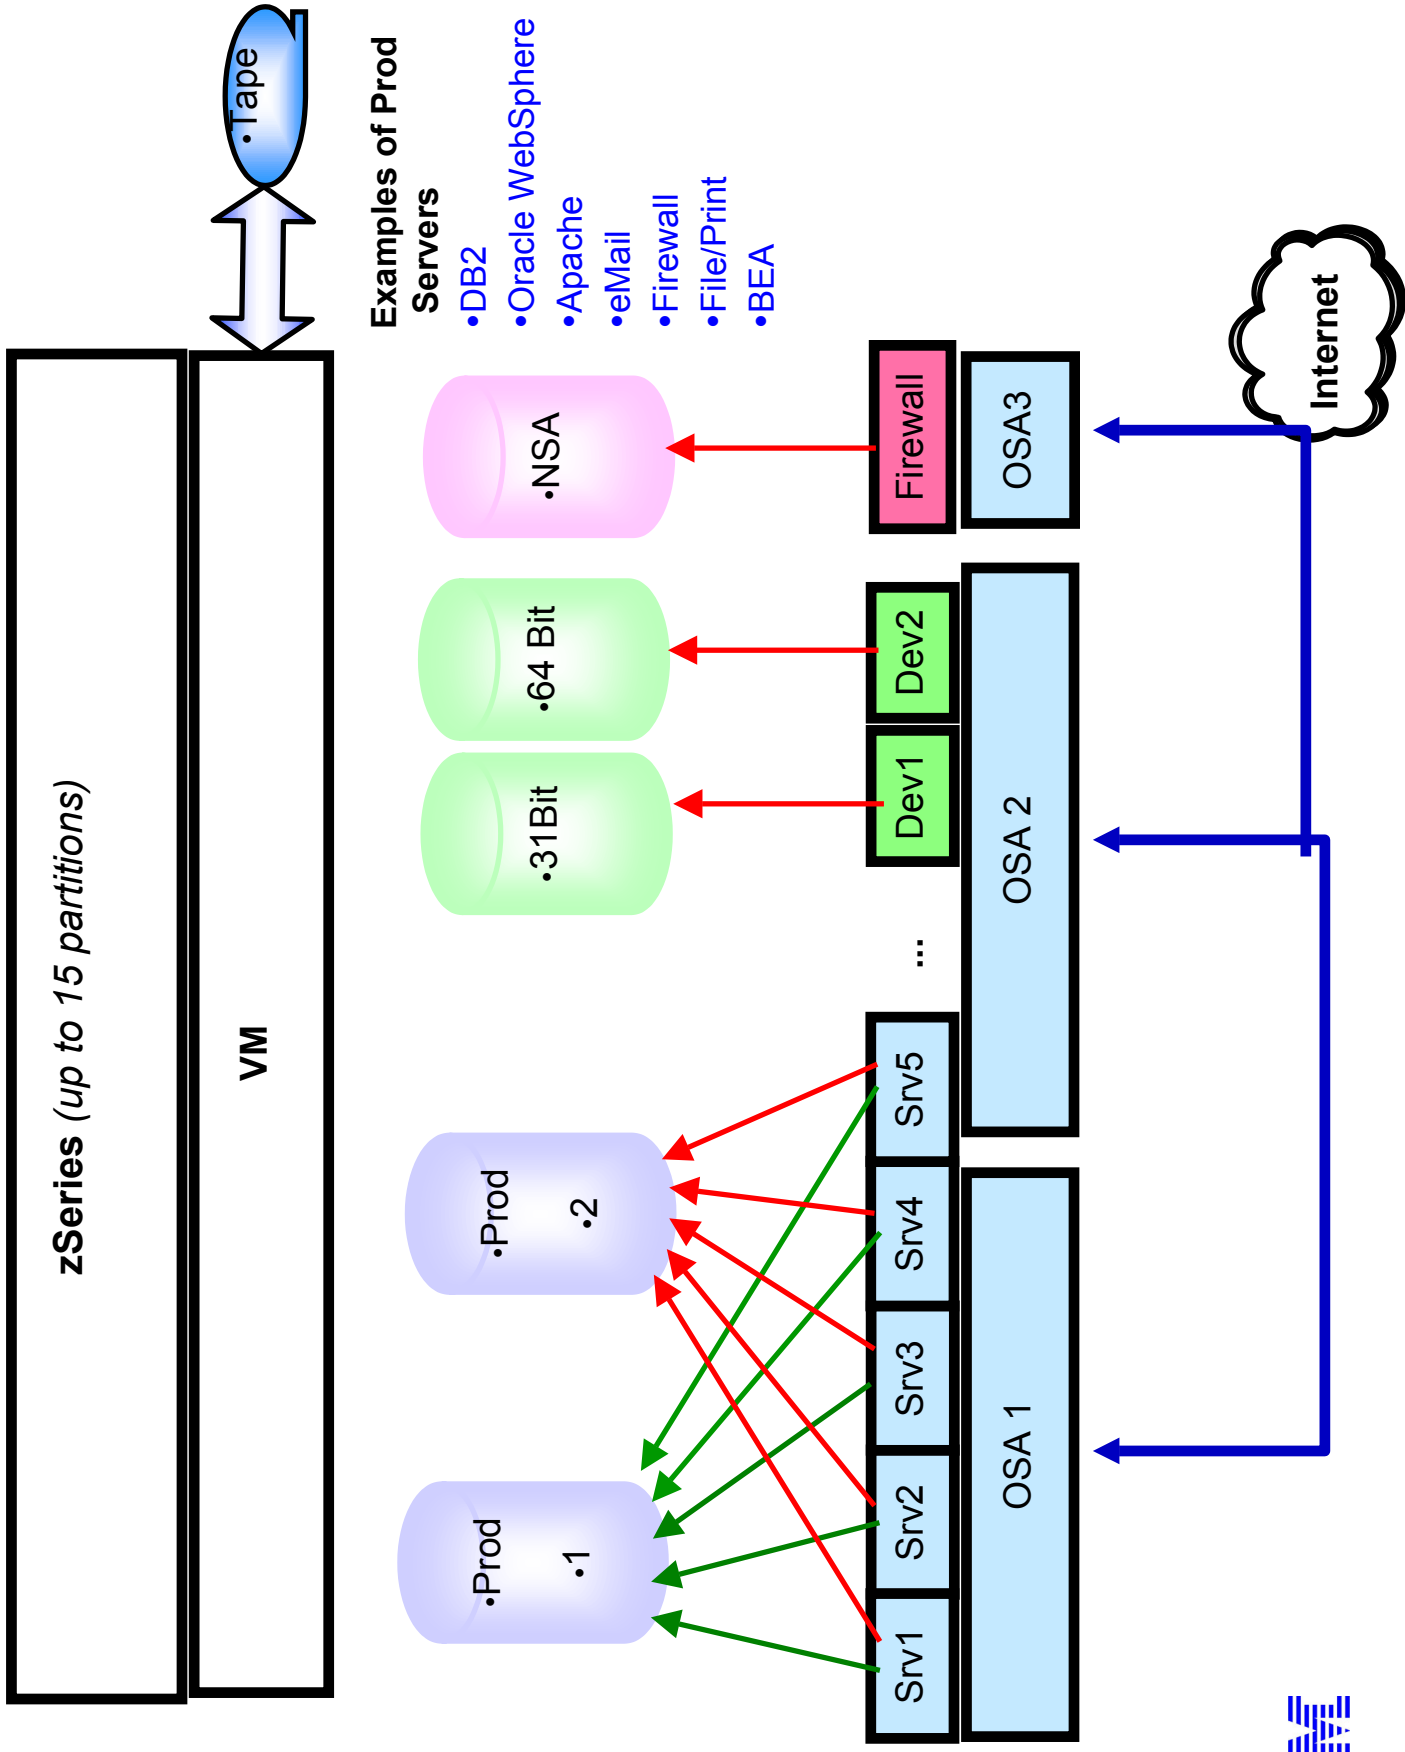 zSeries (up to 15 partitions)
VM
•Tape
•Prod
•1
•Prod
•2
•31Bit
•64 Bit
•NSA
Examples of Prod
Servers
•DB2
•Oracle WebSphere
•Apache
•eMail
•Firewall
•File/Print
•BEA
Srv1
Srv2
Srv3
Srv4
Srv5
...
Dev1
Dev2
Firewall
OSA 1
OSA 2
OSA3
Internet
IBM